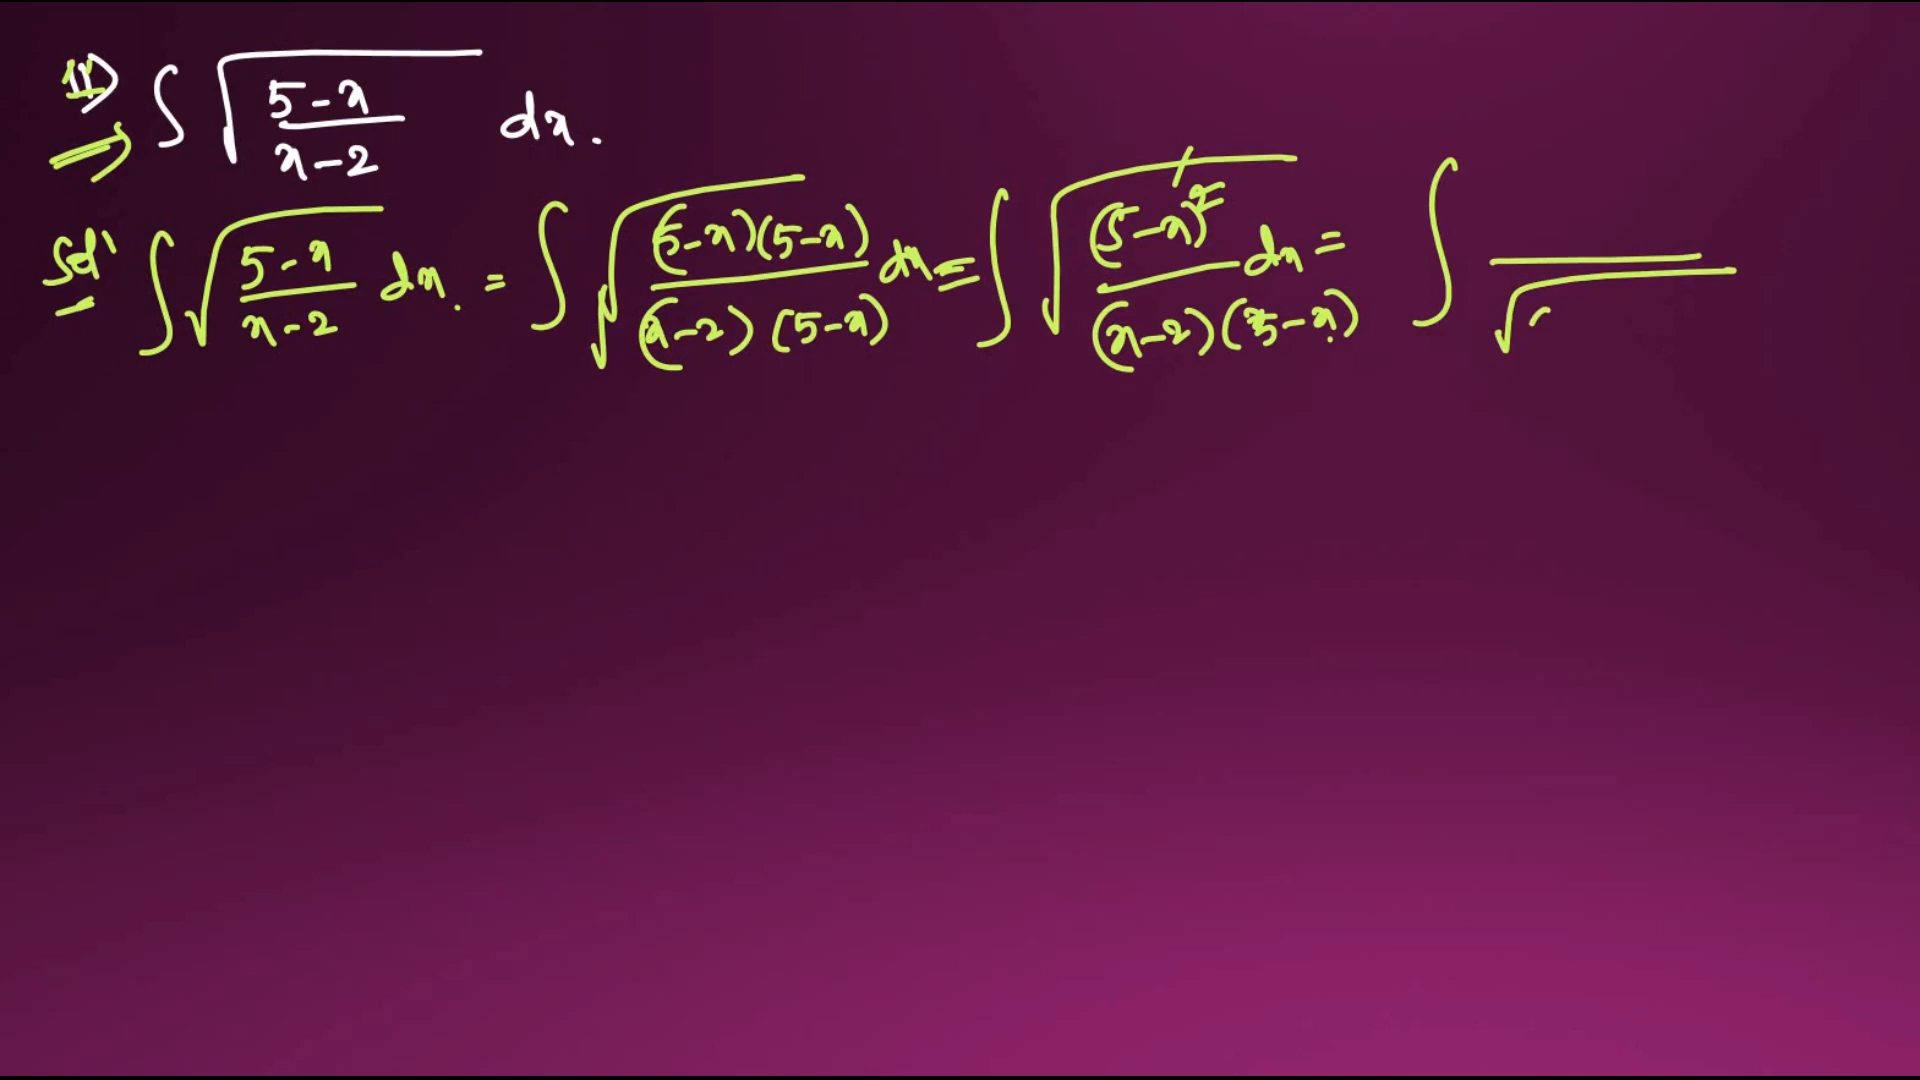 11) ∫ √((5-x)/(x-2)) dx.
Sol' ∫ √((5-x)/(x-2)) dx. = ∫ √((5-x)(5-x)/(x-2)(5-x)) dx = ∫ √((5-x)²/(x-2)(5-x)) dx = ∫ ―/√(